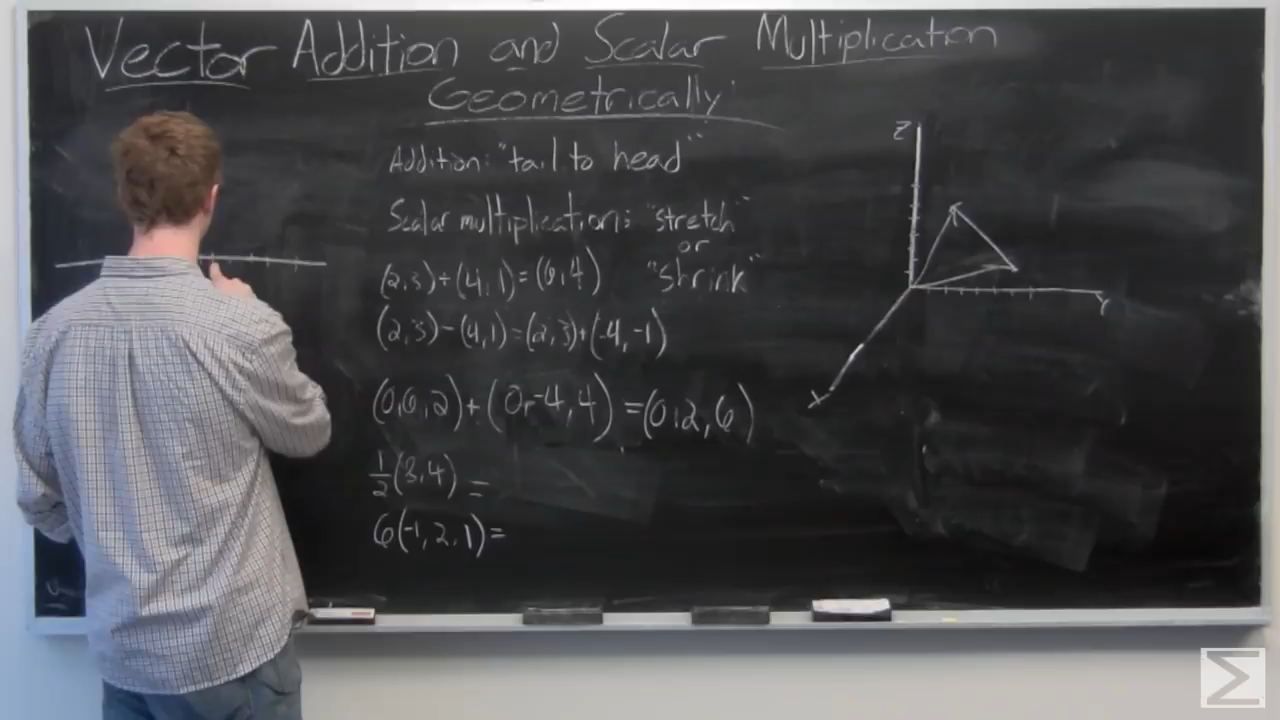 Vector Addition and Scalar Multiplication
Geometrically
Addition: "tail to head"
Scalar multiplication: "stretch"
or
"shrink"
(2,3)+(4,1)=(6,4)
(2,3)-(4,1)=(2,3)+(-4,-1)
(0,6,2)+(0,-4,4)=(0,2,6)
1/2(3,4)=
6(-1,2,1)=
Z
Y
X
Σ